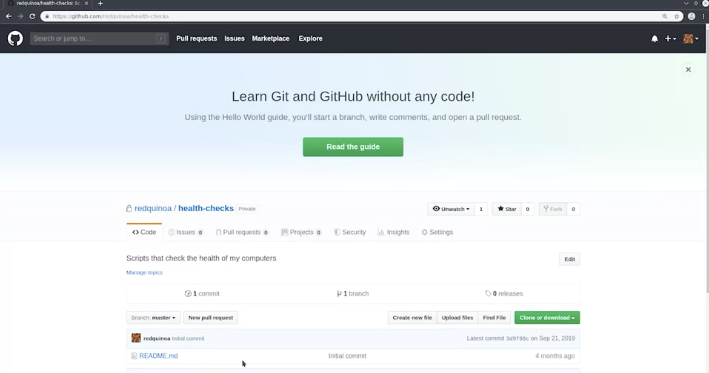 redquinoa/health-checks: Sc
https://github.com/redquinoa/health-checks
Search or jump to... / Pull requests Issues Marketplace Explore
Learn Git and GitHub without any code!
Using the Hello World guide, you'll start a branch, write comments, and open a pull request.
Read the guide
redquinoa / health-checks Private Unwatch 1 Star 0 Fork 0
Code Issues 0 Pull requests 0 Projects 0 Security Insights Settings
Scripts that check the health of my computers Edit
Manage topics
1 commit 1 branch 0 releases
Branch: master New pull request Create new file Upload files Find File Clone or download
redquinoa Initial commit Latest commit on Sep 21, 2019
README.md Initial commit 4 months ago